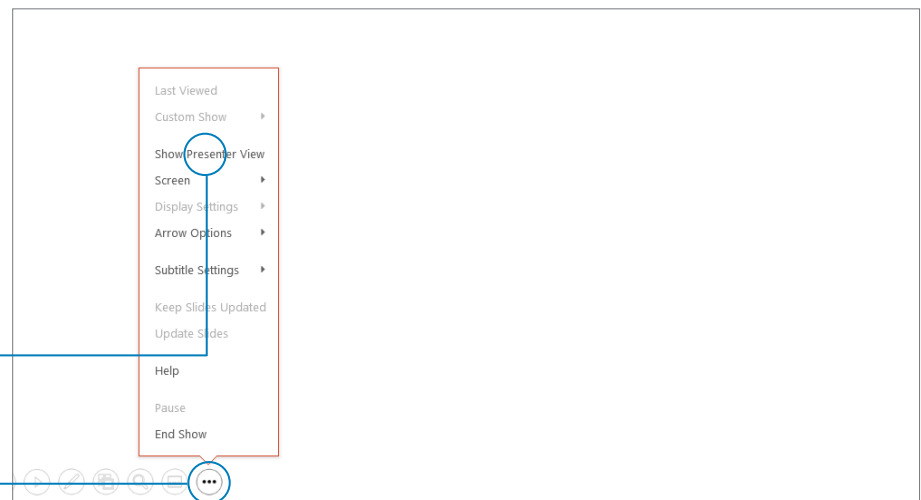 Last Viewed
Custom Show
Show Presenter View
Screen
Display Settings
Arrow Options
Subtitle Settings
Keep Slides Updated
Update Slides
Help
Pause
End Show